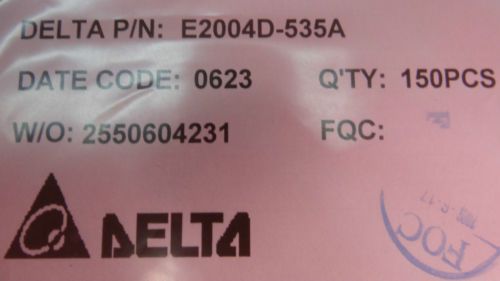 DELTA P/N: E2004D-535A
DATE CODE: 0623 Q'TY: 150PCS
W/O: 2550604231 FQC:
DELTA
FQC